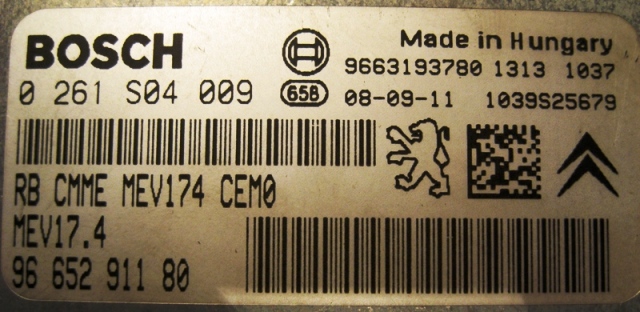 BOSCH
Made in Hungary
9663193780 1313 1037
0 261 S04 009
658
08-09-11 1039S25679
RB CMME MEV174 CEM0
MEV17.4
96 652 911 80